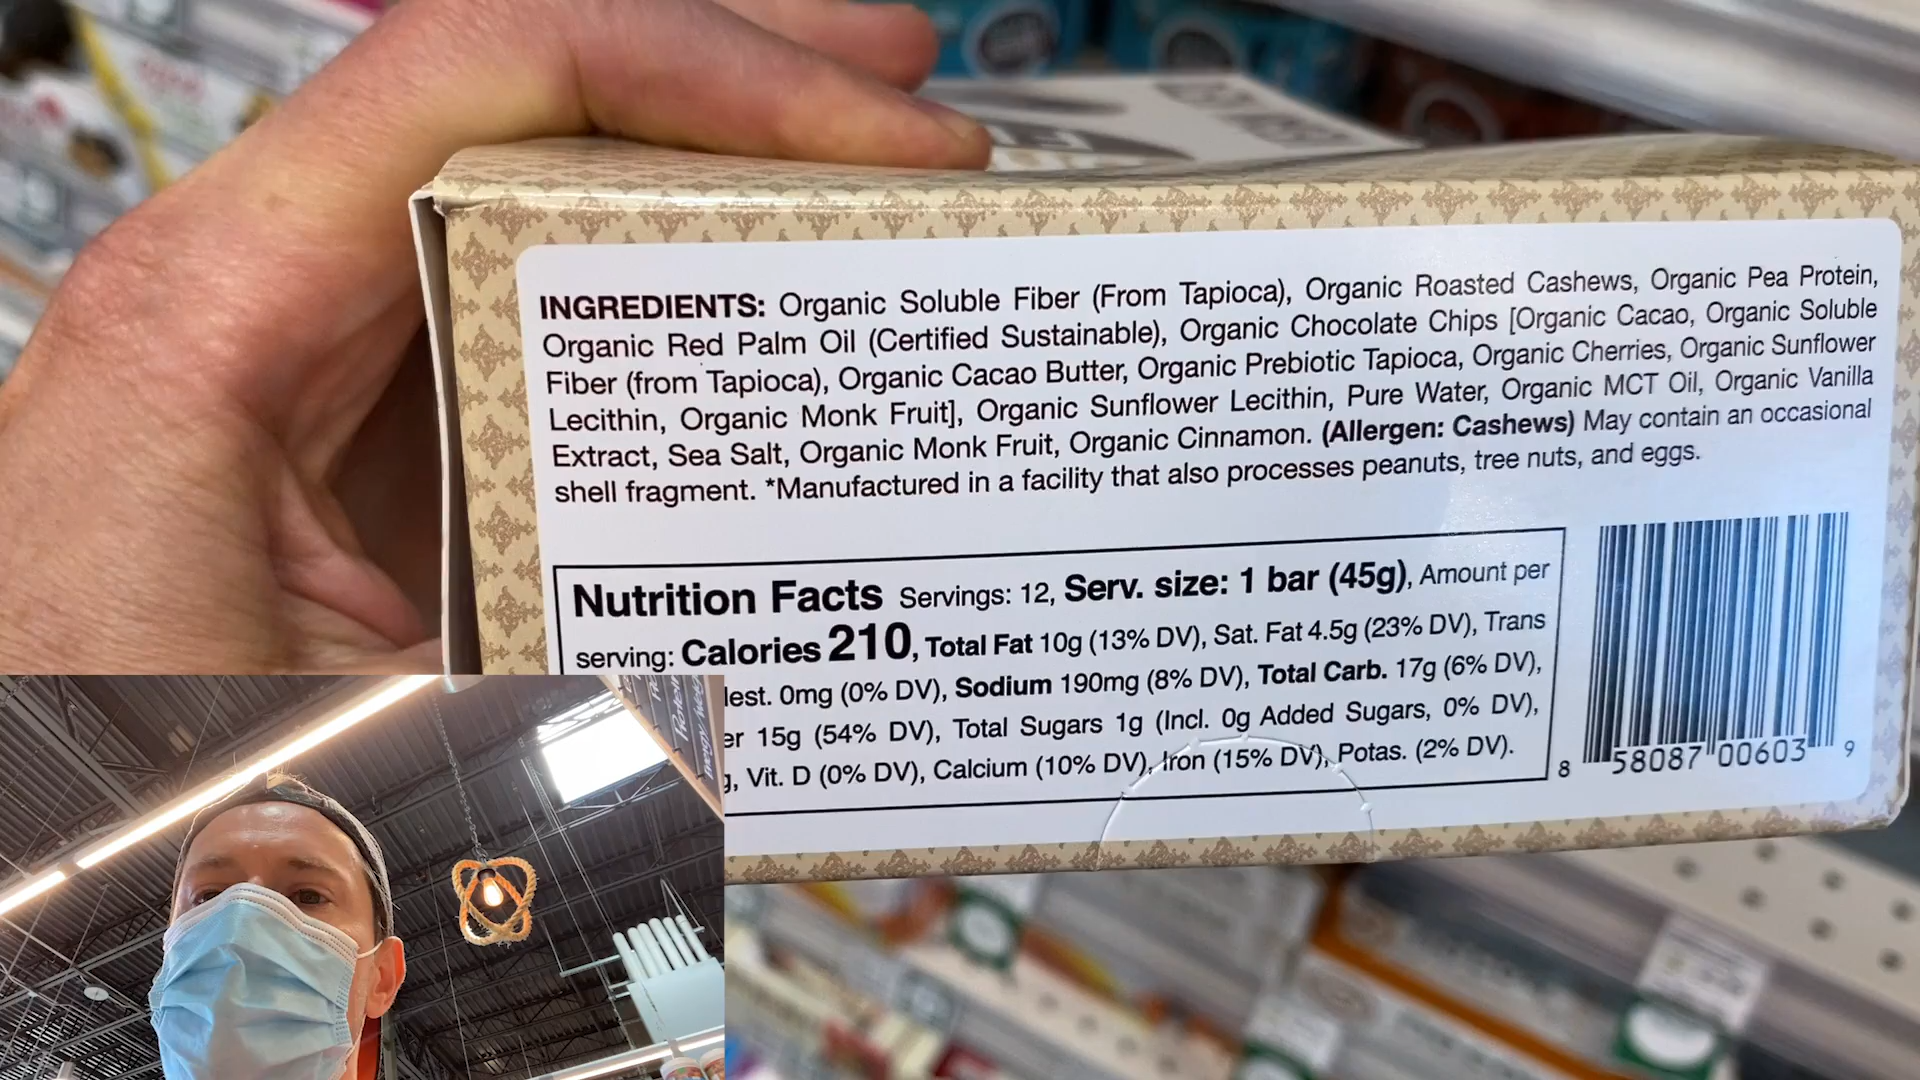 INGREDIENTS: Organic Soluble Fiber (From Tapioca), Organic Roasted Cashews, Organic Pea Protein,
Organic Red Palm Oil (Certified Sustainable), Organic Chocolate Chips [Organic Cacao, Organic Soluble
Fiber (from Tapioca), Organic Cacao Butter, Organic Prebiotic Tapioca, Organic Cherries, Organic Sunflower
Lecithin, Organic Monk Fruit], Organic Sunflower Lecithin, Pure Water, Organic MCT Oil, Organic Vanilla
Extract, Sea Salt, Organic Monk Fruit, Organic Cinnamon. (Allergen: Cashews) May contain an occasional
shell fragment. *Manufactured in a facility that also processes peanuts, tree nuts, and eggs.
Nutrition Facts Servings: 12, Serv. size: 1 bar (45g), Amount per
serving: Calories 210, Total Fat 10g (13% DV), Sat. Fat 4.5g (23% DV), Trans
lest. 0mg (0% DV), Sodium 190mg (8% DV), Total Carb. 17g (6% DV),
er 15g (54% DV), Total Sugars 1g (Incl. 0g Added Sugars, 0% DV),
g, Vit. D (0% DV), Calcium (10% DV), Iron (15% DV), Potas. (2% DV).
8 58087 00603 9